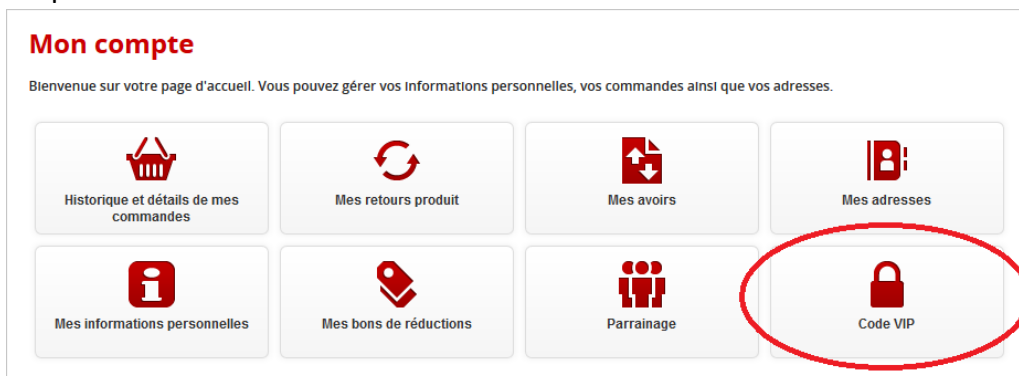 Mon compte
Bienvenue sur votre page d'accueil. Vous pouvez gérer vos informations personnelles, vos commandes ainsi que vos adresses.
Historique et détails de mes
commandes
Mes retours produit
Mes avoirs
Mes adresses
Mes informations personnelles
Mes bons de réductions
Parrainage
Code VIP